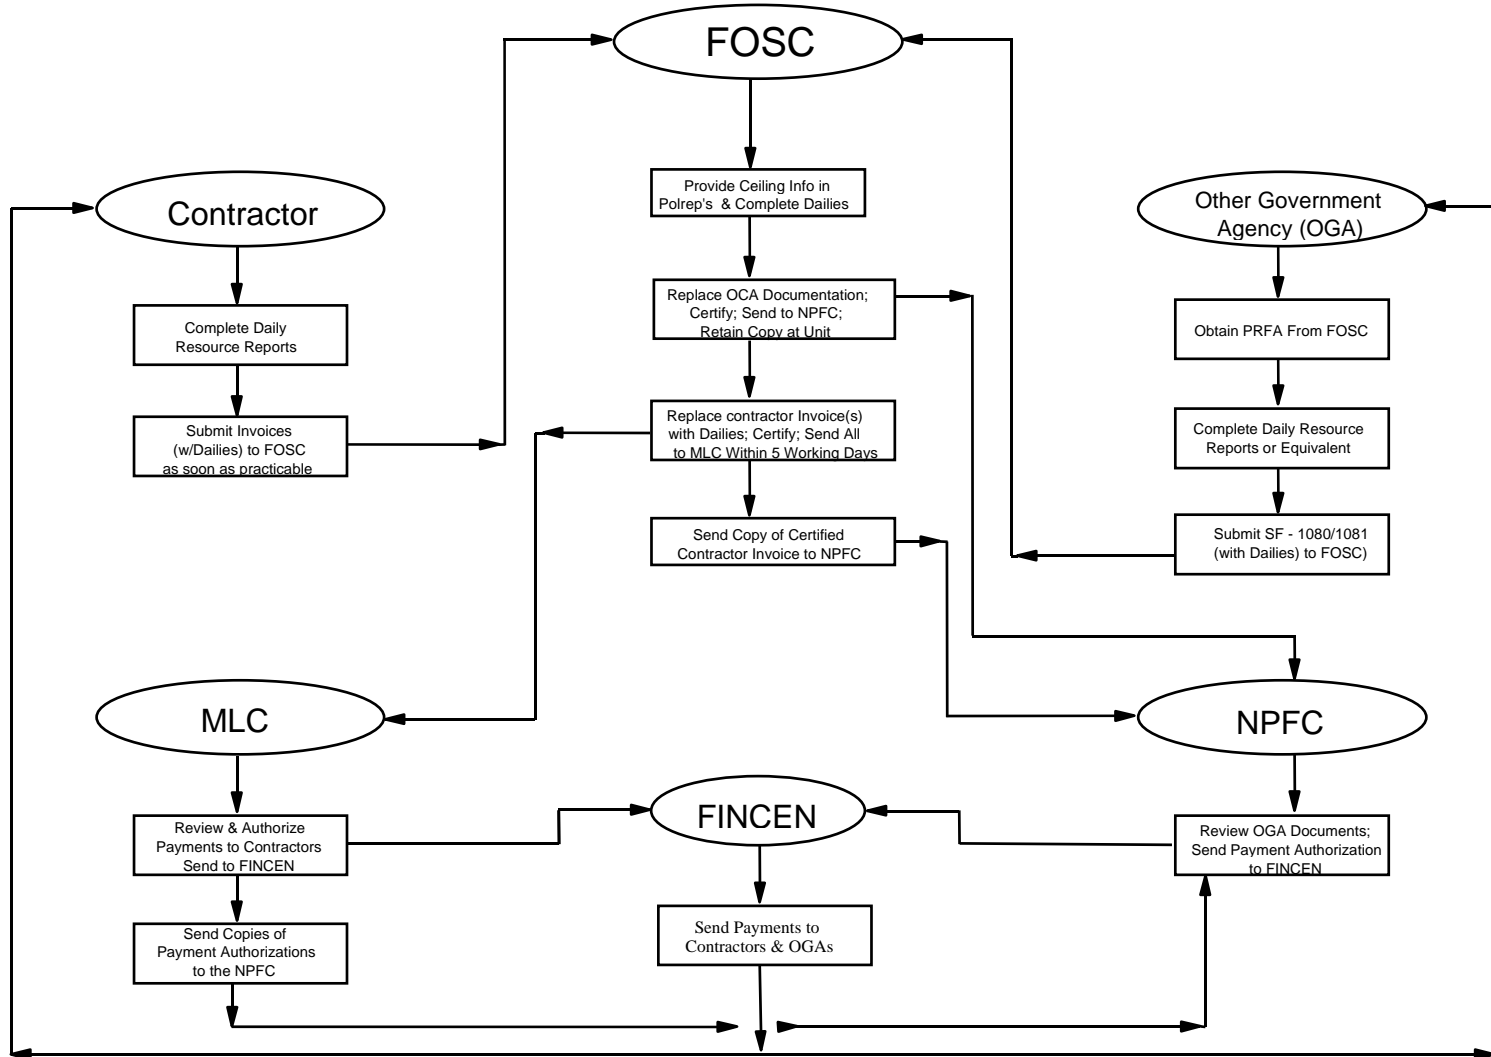 FOSC
Provide Ceiling Info in
Polrep's & Complete Dailies
Contractor
Other Government
Agency (OGA)
Replace OCA Documentation;
Certify; Send to NPFC;
Retain Copy at Unit
Complete Daily
Resource Reports
Obtain PRFA From FOSC
Replace contractor Invoice(s)
with Dailies; Certify; Send All
to MLC Within 5 Working Days
Submit Invoices
(w/Dailies) to FOSC
as soon as practicable
Complete Daily Resource
Reports or Equivalent
Send Copy of Certified
Contractor Invoice to NPFC
Submit SF - 1080/1081
(with Dailies) to FOSC)
MLC
NPFC
FINCEN
Review & Authorize
Payments to Contractors
Send to FINCEN
Review OGA Documents;
Send Payment Authorization
to FINCEN
Send Copies of
Payment Authorizations
to the NPFC
Send Payments to
Contractors & OGAs